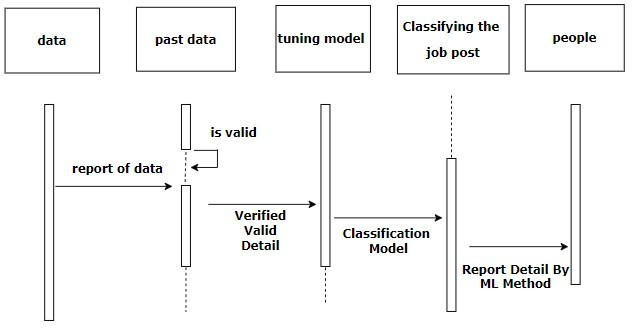 data
past data
tuning model
Classifying the
job post
people
is valid
report of data
Verified
Valid
Detail
Classification
Model
Report Detail By
ML Method